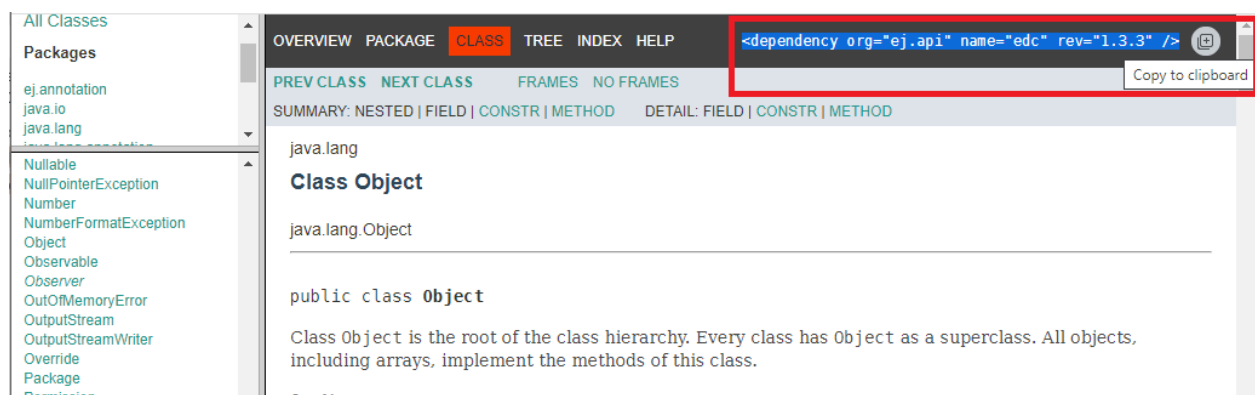 All Classes
Packages
ej.annotation
java.io
java.lang
java.lang.annotation
Nullable
NullPointerException
Number
NumberFormatException
Object
Observable
Observer
OutOfMemoryError
OutputStream
OutputStreamWriter
Override
Package
OVERVIEW PACKAGE CLASS TREE INDEX HELP
<dependency org="ej.api" name="edc" rev="1.3.3" />
Copy to clipboard
PREV CLASS NEXT CLASS FRAMES NO FRAMES
SUMMARY: NESTED | FIELD | CONSTR | METHOD DETAIL: FIELD | CONSTR | METHOD
java.lang
Class Object
java.lang.Object
public class Object
Class Object is the root of the class hierarchy. Every class has Object as a superclass. All objects,
including arrays, implement the methods of this class.